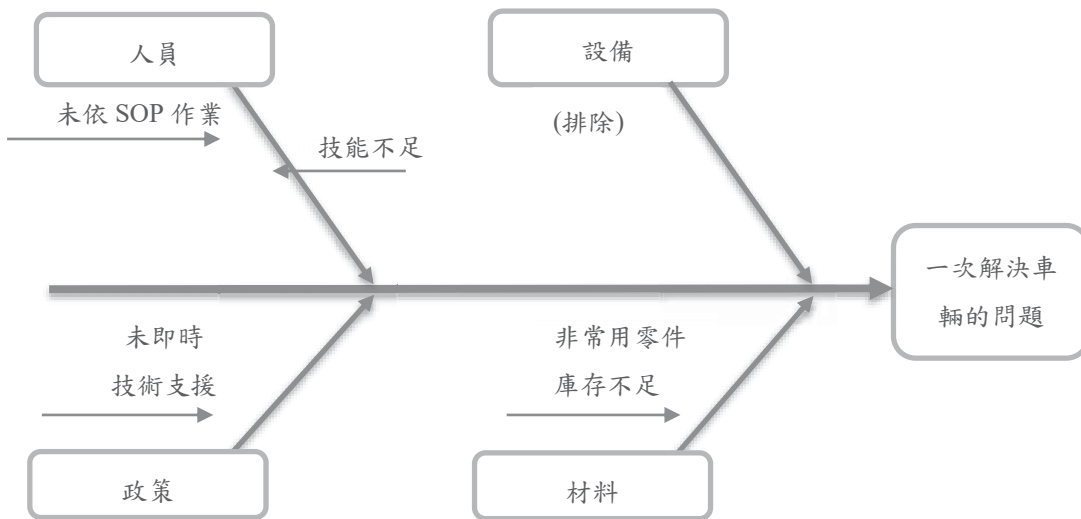 人員
設備
未依 SOP 作業
(排除)
技能不足
一次解決車
輛的問題
未即時
技術支援
非常用零件
庫存不足
政策
材料